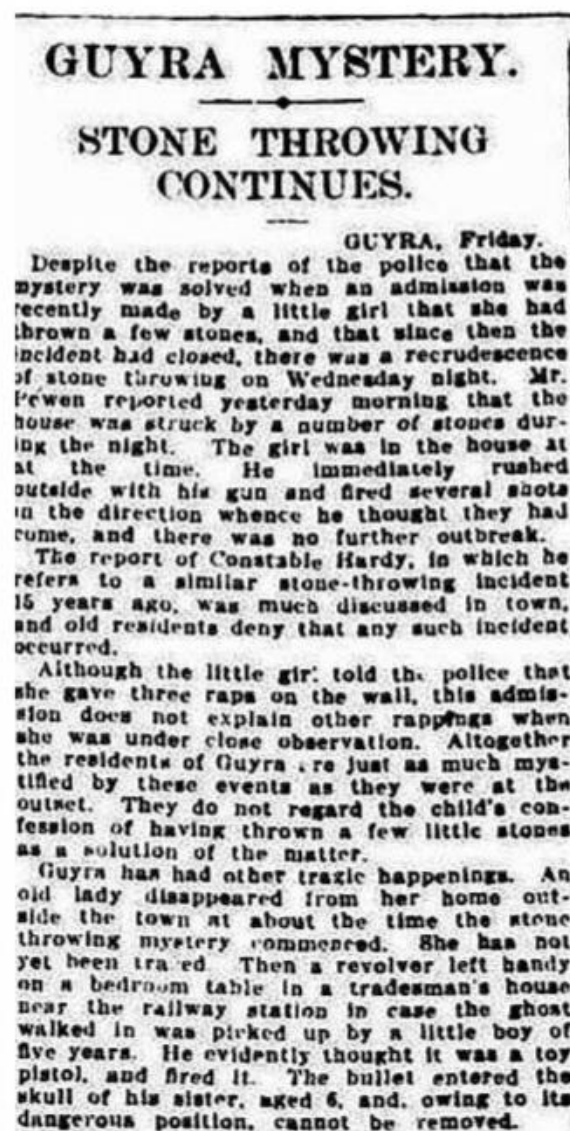 GUYRA MYSTERY.
STONE THROWING
CONTINUES.
GUYRA, Friday.
Despite the reports of the police that the
mystery was solved when an admission was
recently made by a little girl that she had
thrown a few stones, and that since then the
incident had closed, there was a recrudescence
of stone throwing on Wednesday night. Mr.
Pewen reported yesterday morning that the
house was struck by a number of stones dur-
ing the night. The girl was in the house at
at the time. He immediately rushed
outside with his gun and fired several shots
in the direction whence he thought they had
come, and there was no further outbreak.
The report of Constable Hardy, in which he
refers to a similar stone-throwing incident
15 years ago, was much discussed in town,
and old residents deny that any such incident
occurred.
Although the little girl told the police that
she gave three raps on the wall, this admis-
sion does not explain other rappings when
she was under close observation. Altogether
the residents of Guyra are just as much mys-
tified by these events as they were at the
outset. They do not regard the child's con-
fession of having thrown a few little stones
as a solution of the matter.
Guyra has had other tragic happenings. An
old lady disappeared from her home out-
side the town at about the time the stone
throwing mystery commenced. She has not
yet been traced. Then a revolver left handy
on a bedroom table in a tradesman's house
near the railway station in case the ghost
walked in was picked up by a little boy of
five years. He evidently thought it was a toy
pistol, and fired it. The bullet entered the
skull of his sister, aged 6, and, owing to its
dangerous position, cannot be removed.